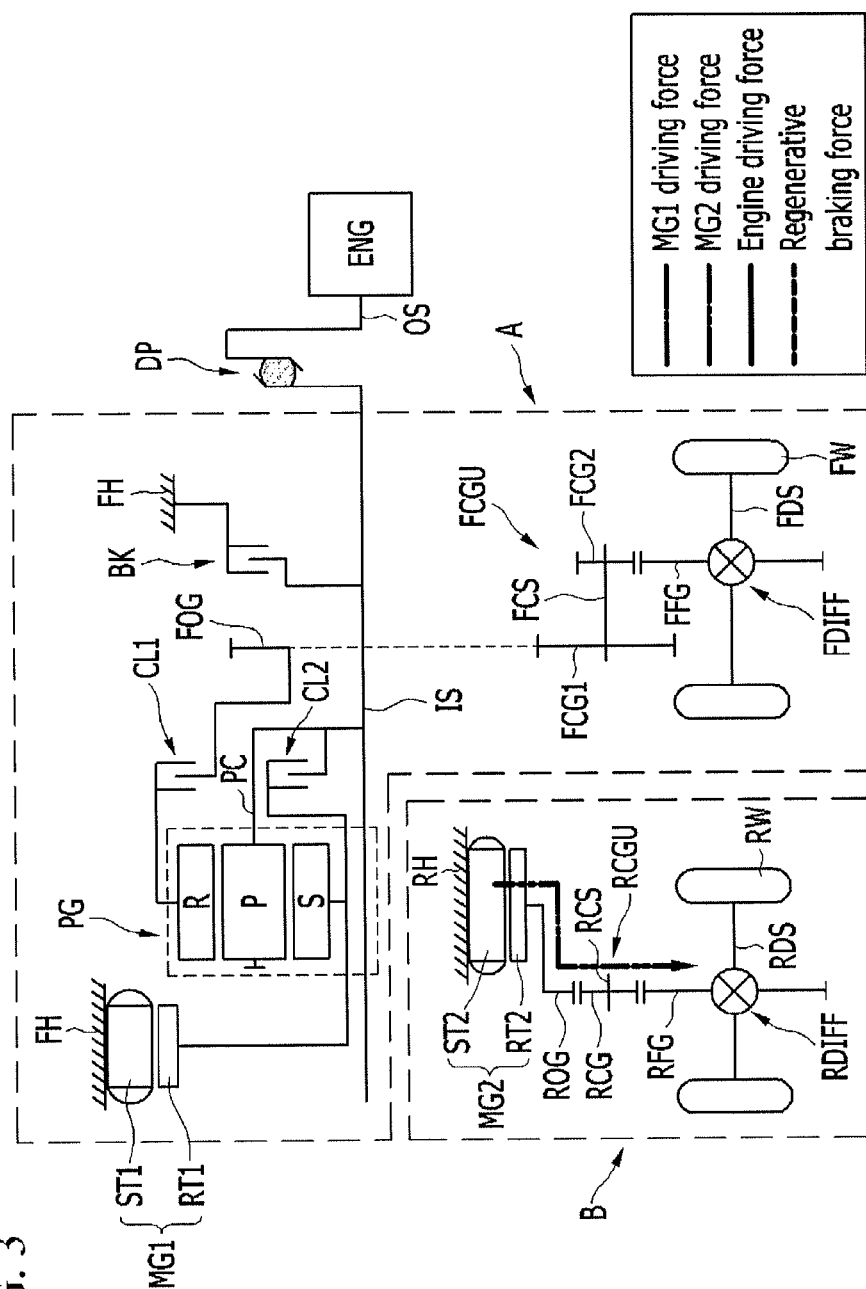 G. 3
MG1
ST1
RT1
FH
PG
R
P
S
PC
CL1
CL2
FOG
BK
FH
IS
DP
OS
ENG
A
B
MG2
ST2
RT2
RH
ROG
RCG
RCS
RCGU
RFG
RDS
RW
RDIFF
FCGU
FCG1
FCS
FCG2
FFG
FDS
FW
FDIFF
MG1 driving force
MG2 driving force
Engine driving force
Regenerative
braking force